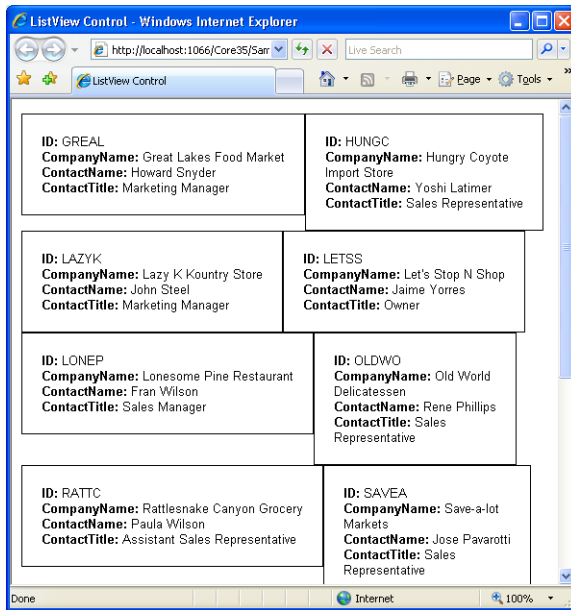 ListView Control - Windows Internet Explorer
http://localhost:1066/Core35/Sam
Live Search
ListView Control
Page
Tools
»
ID: GREAL
CompanyName: Great Lakes Food Market
ContactName: Howard Snyder
ContactTitle: Marketing Manager
ID: HUNGC
CompanyName: Hungry Coyote
Import Store
ContactName: Yoshi Latimer
ContactTitle: Sales Representative
ID: LAZYK
CompanyName: Lazy K Kountry Store
ContactName: John Steel
ContactTitle: Marketing Manager
ID: LETSS
CompanyName: Let's Stop N Shop
ContactName: Jaime Yorres
ContactTitle: Owner
ID: LONEP
CompanyName: Lonesome Pine Restaurant
ContactName: Fran Wilson
ContactTitle: Sales Manager
ID: OLDWO
CompanyName: Old World
Delicatessen
ContactName: Rene Phillips
ContactTitle: Sales
Representative
ID: RATTC
CompanyName: Rattlesnake Canyon Grocery
ContactName: Paula Wilson
ContactTitle: Assistant Sales Representative
ID: SAVEA
CompanyName: Save-a-lot
Markets
ContactName: Jose Pavarotti
ContactTitle: Sales
Representative
Done
Internet
100%